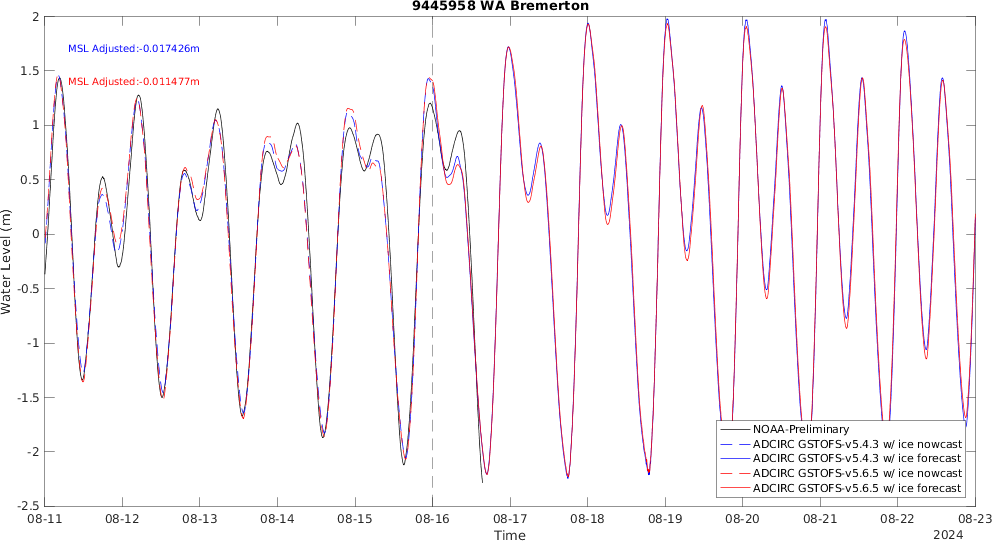 9445958 WA Bremerton
2
MSL Adjusted:-0.017426m
1.5
MSL Adjusted:-0.011477m
1
0.5
0
-0.5
-1
-1.5
-2
-2.5
Water Level (m)
NOAA-Preliminary
ADCIRC GSTOFS-v5.4.3 w/ ice nowcast
ADCIRC GSTOFS-v5.4.3 w/ ice forecast
ADCIRC GSTOFS-v5.6.5 w/ ice nowcast
ADCIRC GSTOFS-v5.6.5 w/ ice forecast
08-11 08-12 08-13 08-14 08-15 08-16 08-17 08-18 08-19 08-20 08-21 08-22 08-23
Time
2024